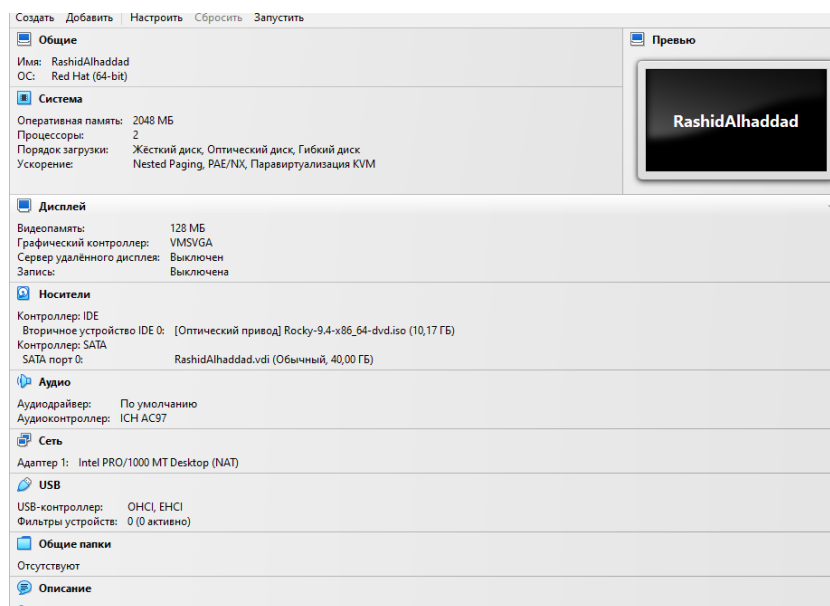 Создать Добавить Настроить Сбросить Запустить
Общие
Имя: RashidAlhaddad
ОС: Red Hat (64-bit)
Превью
RashidAlhaddad
Система
Оперативная память: 2048 МБ
Процессоры: 2
Порядок загрузки: Жёсткий диск, Оптический диск, Гибкий диск
Ускорение: Nested Paging, PAE/NX, Паравиртуализация KVM
Дисплей
Видеопамять: 128 МБ
Графический контроллер: VMSVGA
Сервер удалённого дисплея: Выключен
Запись: Выключена
Носители
Контроллер: IDE
Вторичное устройство IDE 0: [Оптический привод] Rocky-9.4-x86_64-dvd.iso (10,17 ГБ)
Контроллер: SATA
SATA порт 0: RashidAlhaddad.vdi (Обычный, 40,00 ГБ)
Аудио
Аудиодрайвер: По умолчанию
Аудиоконтроллер: ICH AC97
Сеть
Адаптер 1: Intel PRO/1000 MT Desktop (NAT)
USB
USB-контроллер: OHCI, EHCI
Фильтры устройств: 0 (0 активно)
Общие папки
Отсутствуют
Описание